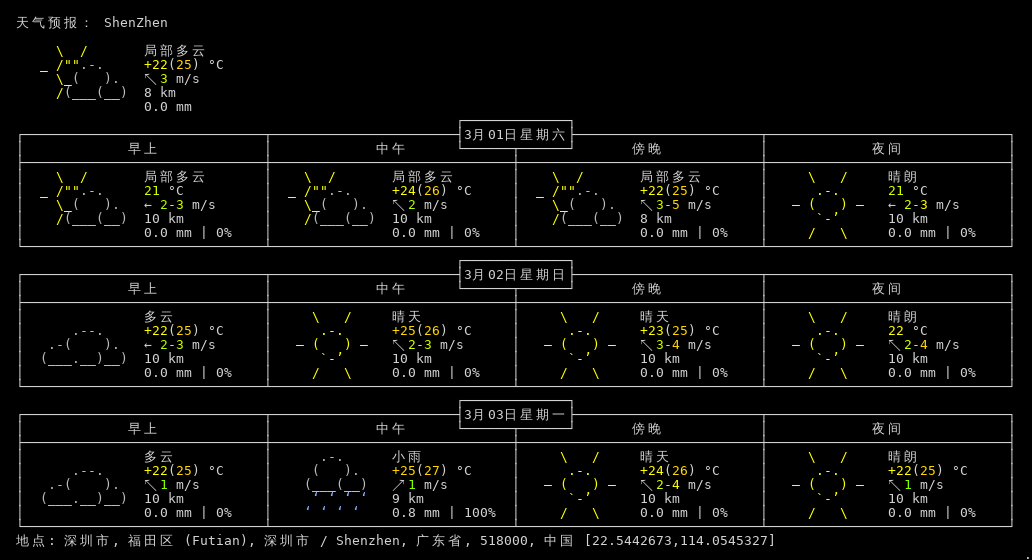 天气预报： ShenZhen
局部多云
+22(25) °C
↖ 3 m/s
8 km
0.0 mm
3月01日星期六
早上 中午 傍晚 夜间
局部多云 局部多云 局部多云 晴朗
21 °C +24(26) °C +22(25) °C 21 °C
← 2-3 m/s ↖ 2 m/s ↖ 3-5 m/s ← 2-3 m/s
10 km 10 km 8 km 10 km
0.0 mm | 0% 0.0 mm | 0% 0.0 mm | 0% 0.0 mm | 0%
3月02日星期日
早上 中午 傍晚 夜间
多云 晴天 晴天 晴朗
+22(25) °C +25(26) °C +23(25) °C 22 °C
← 2-3 m/s ↖ 2-3 m/s ↖ 3-4 m/s ↖ 2-4 m/s
10 km 10 km 10 km 10 km
0.0 mm | 0% 0.0 mm | 0% 0.0 mm | 0% 0.0 mm | 0%
3月03日星期一
早上 中午 傍晚 夜间
多云 小雨 晴天 晴朗
+22(25) °C +25(27) °C +24(26) °C +22(25) °C
↖ 1 m/s ↗ 1 m/s ↖ 2-4 m/s ↖ 1 m/s
10 km 9 km 10 km 10 km
0.0 mm | 0% 0.8 mm | 100% 0.0 mm | 0% 0.0 mm | 0%
地点: 深圳市, 福田区 (Futian), 深圳市 / Shenzhen, 广东省, 518000, 中国 [22.5442673,114.0545327]